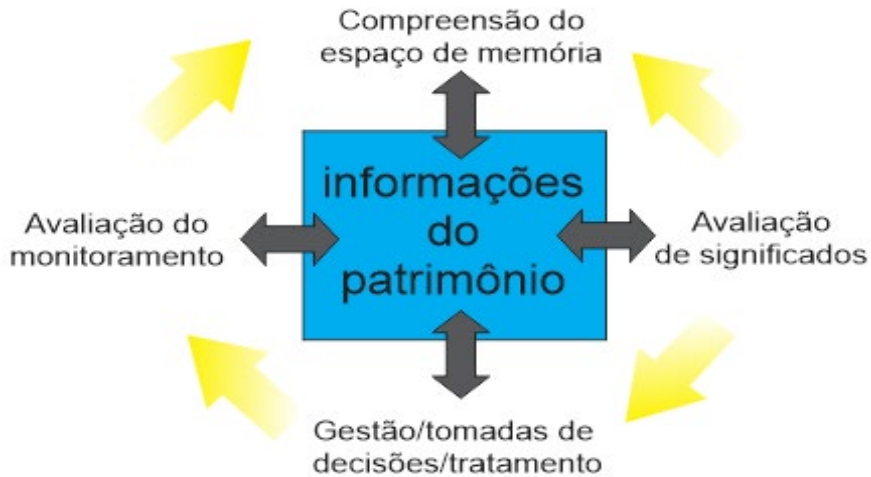 Compreensão do
espaço de memória
informações
do
patrimônio
Avaliação do
monitoramento
Avaliação
de significados
Gestão/tomadas de
decisões/tratamento